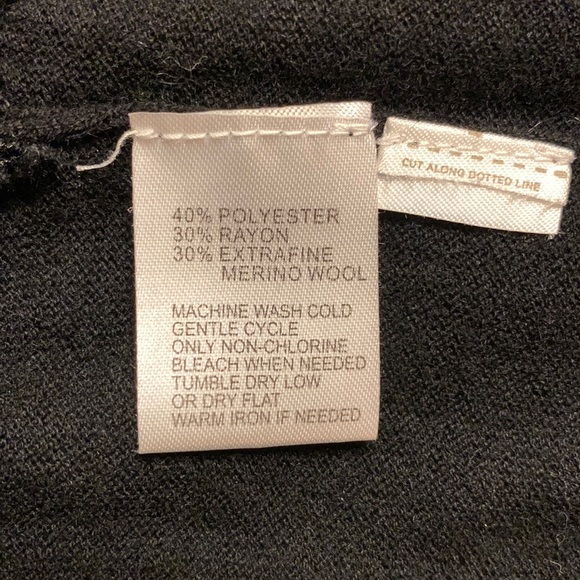 40% POLYESTER
30% RAYON
30% EXTRAFINE
MERINO WOOL
MACHINE WASH COLD
GENTLE CYCLE
ONLY NON-CHLORINE
BLEACH WHEN NEEDED
TUMBLE DRY LOW
OR DRY FLAT
WARM IRON IF NEEDED
CUT ALONG DOTTED LINE